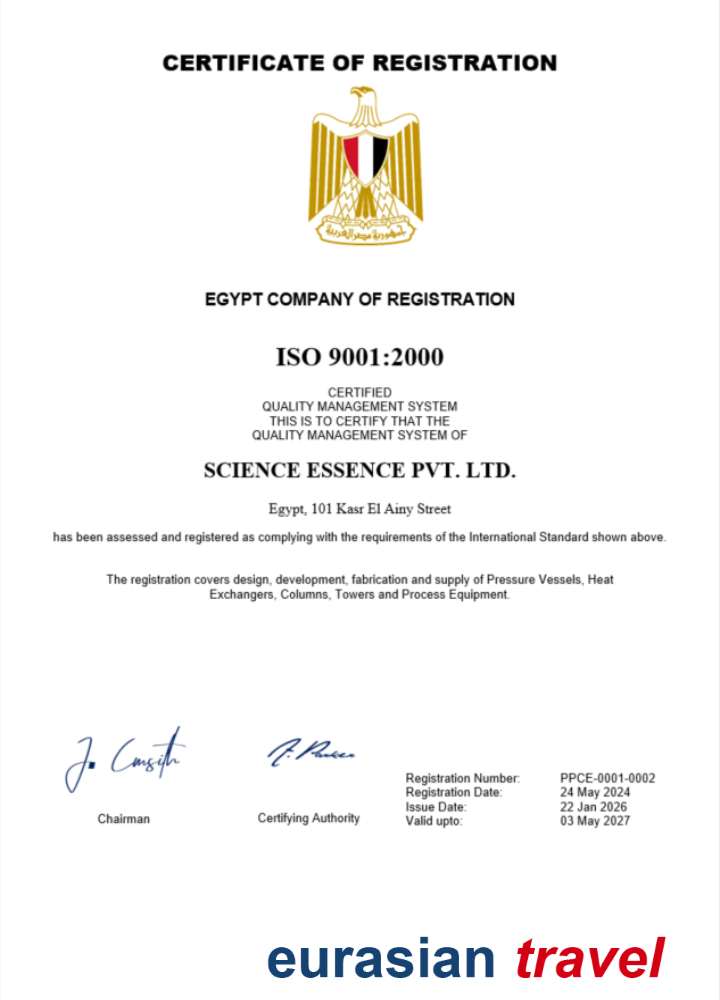 CERTIFICATE OF REGISTRATION
جمهورية مصر العربية
EGYPT COMPANY OF REGISTRATION
ISO 9001:2000
CERTIFIED
QUALITY MANAGEMENT SYSTEM
THIS IS TO CERTIFY THAT THE
QUALITY MANAGEMENT SYSTEM OF
SCIENCE ESSENCE PVT. LTD.
Egypt, 101 Kasr El Ainy Street
has been assessed and registered as complying with the requirements of the International Standard shown above.
The registration covers design, development, fabrication and supply of Pressure Vessels, Heat
Exchangers, Columns, Towers and Process Equipment.
Chairman
Certifying Authority
Registration Number: PPCE-0001-0002
Registration Date: 24 May 2024
Issue Date: 22 Jan 2026
Valid upto: 03 May 2027
eurasian travel